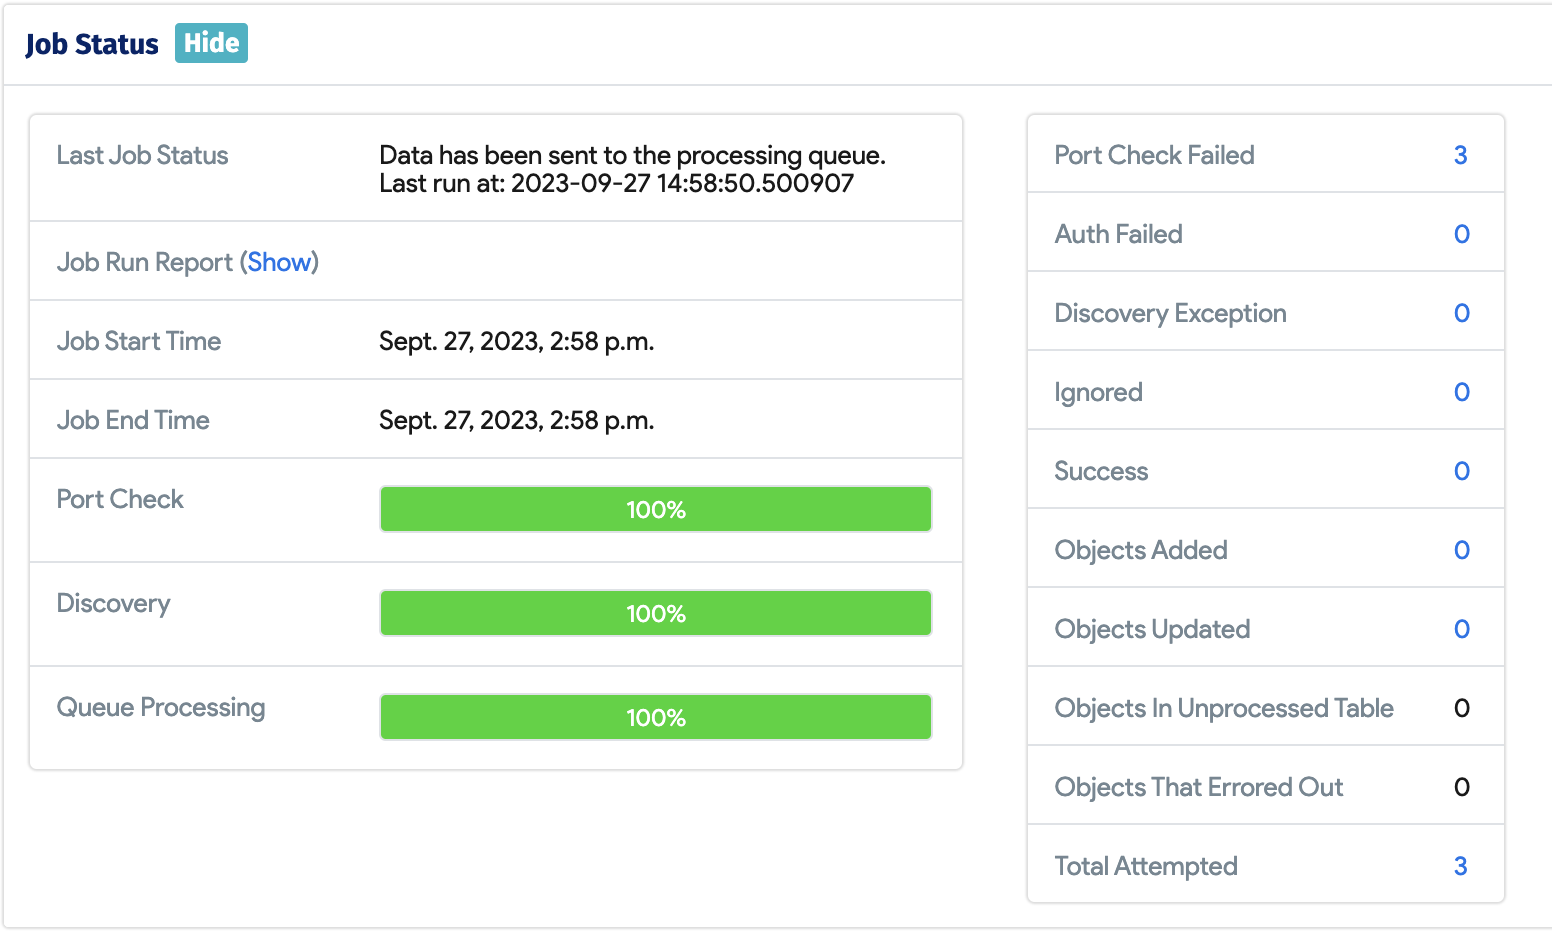 Job Status Hide
Last Job Status
Data has been sent to the processing queue.
Last run at: 2023-09-27 14:58:50.500907
Job Run Report (Show)
Job Start Time Sept. 27, 2023, 2:58 p.m.
Job End Time Sept. 27, 2023, 2:58 p.m.
Port Check 100%
Discovery 100%
Queue Processing 100%
Port Check Failed 3
Auth Failed 0
Discovery Exception 0
Ignored 0
Success 0
Objects Added 0
Objects Updated 0
Objects In Unprocessed Table 0
Objects That Errored Out 0
Total Attempted 3